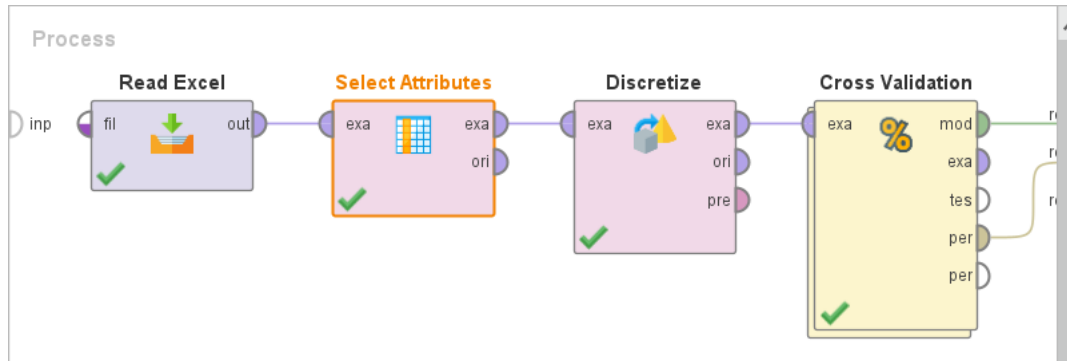 Process
Read Excel
Select Attributes
Discretize
Cross Validation
inp
fil
out
exa
exa
ori
exa
exa
ori
pre
exa
mod
exa
tes
per
per